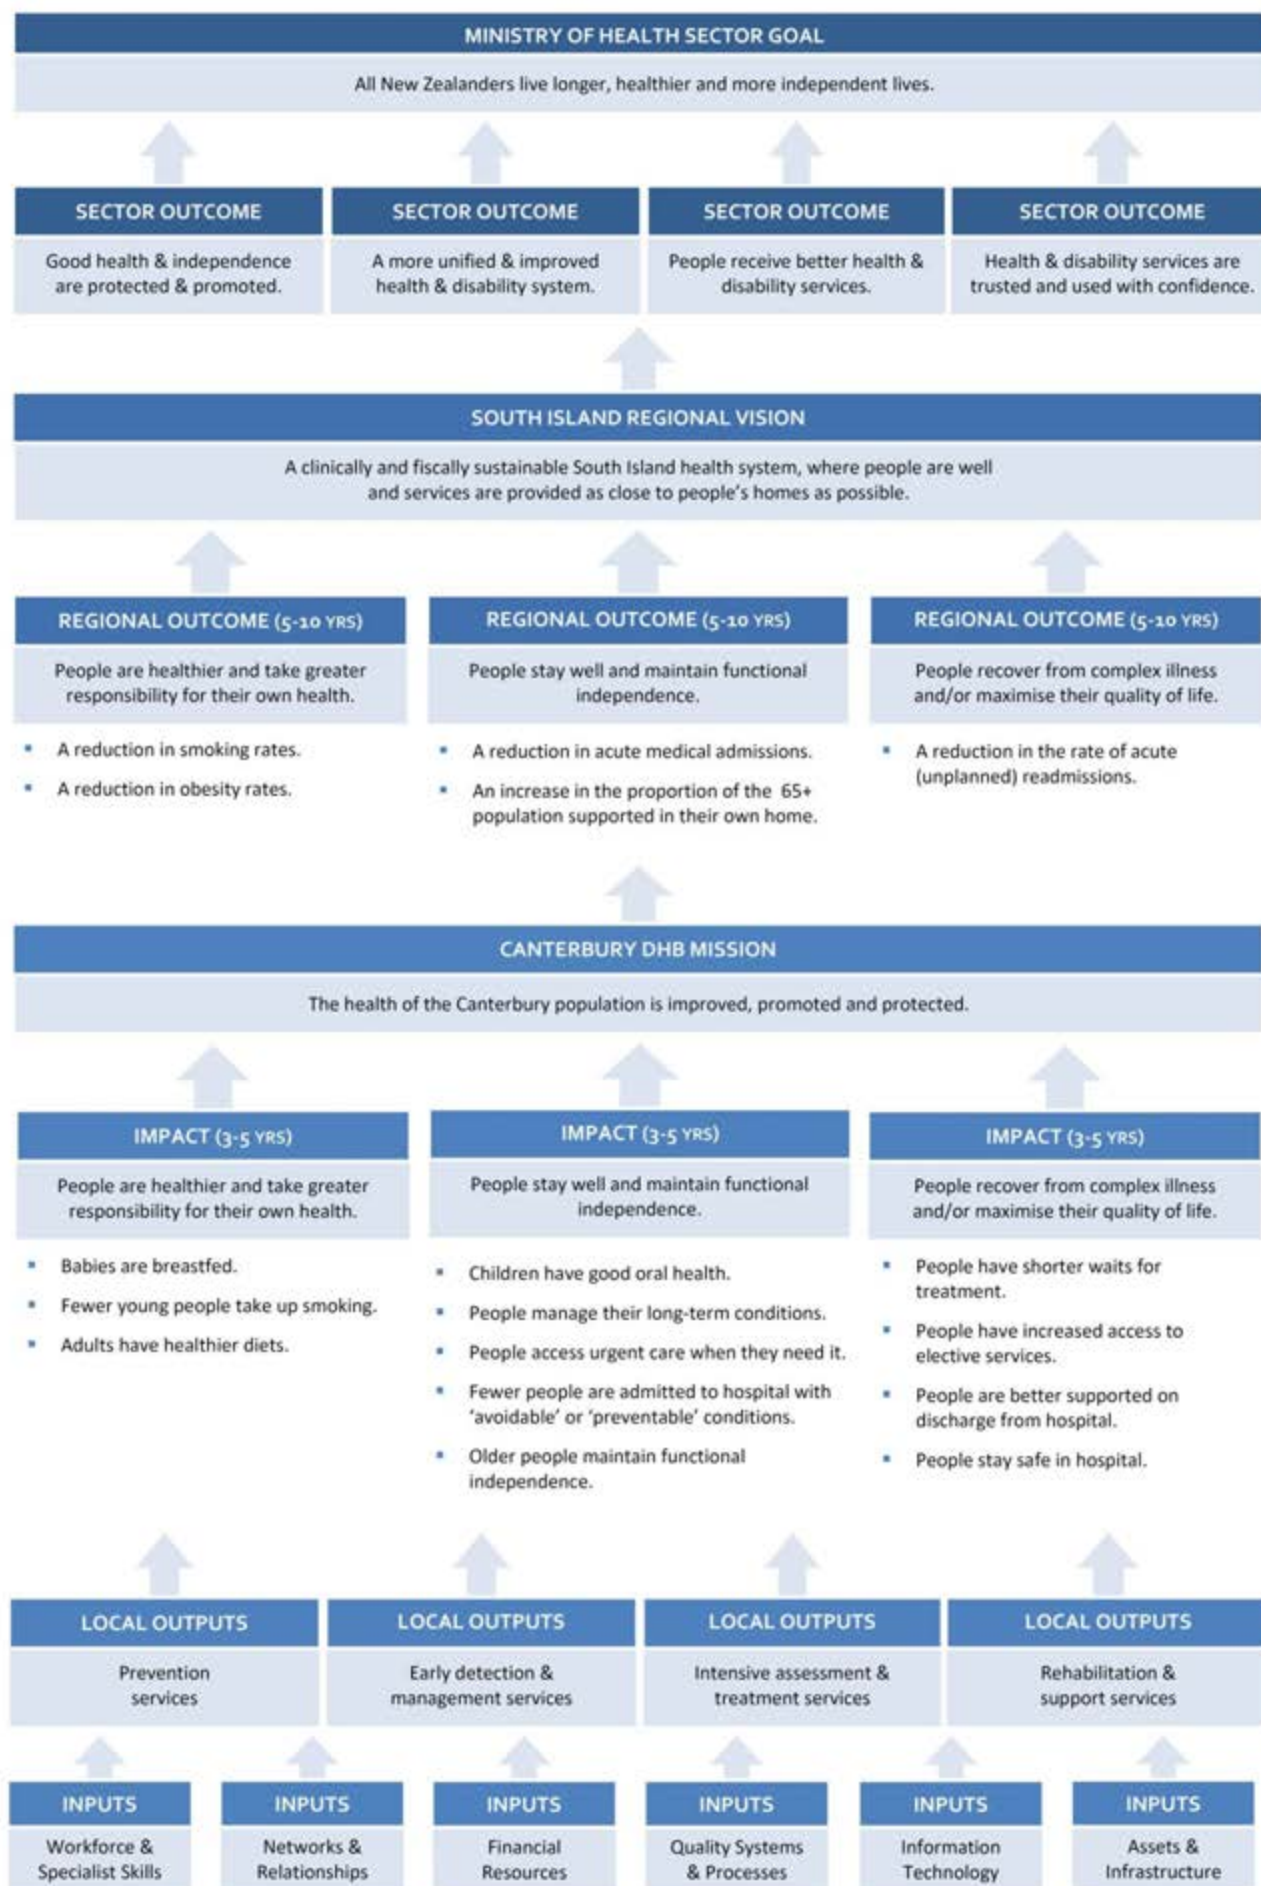 MINISTRY OF HEALTH SECTOR GOAL
All New Zealanders live longer, healthier and more independent lives.
SECTOR OUTCOME
Good health & independence
are protected & promoted.
SECTOR OUTCOME
A more unified & improved
health & disability system.
SECTOR OUTCOME
People receive better health &
disability services.
SECTOR OUTCOME
Health & disability services are
trusted and used with confidence.
SOUTH ISLAND REGIONAL VISION
A clinically and fiscally sustainable South Island health system, where people are well
and services are provided as close to people's homes as possible.
REGIONAL OUTCOME (5-10 YRS)
People are healthier and take greater
responsibility for their own health.
▪ A reduction in smoking rates.
▪ A reduction in obesity rates.
REGIONAL OUTCOME (5-10 YRS)
People stay well and maintain functional
independence.
▪ A reduction in acute medical admissions.
▪ An increase in the proportion of the 65+
population supported in their own home.
REGIONAL OUTCOME (5-10 YRS)
People recover from complex illness
and/or maximise their quality of life.
▪ A reduction in the rate of acute
(unplanned) readmissions.
CANTERBURY DHB MISSION
The health of the Canterbury population is improved, promoted and protected.
IMPACT (3-5 YRS)
People are healthier and take greater
responsibility for their own health.
▪ Babies are breastfed.
▪ Fewer young people take up smoking.
▪ Adults have healthier diets.
IMPACT (3-5 YRS)
People stay well and maintain functional
independence.
▪ Children have good oral health.
▪ People manage their long-term conditions.
▪ People access urgent care when they need it.
▪ Fewer people are admitted to hospital with
'avoidable' or 'preventable' conditions.
▪ Older people maintain functional
independence.
IMPACT (3-5 YRS)
People recover from complex illness
and/or maximise their quality of life.
▪ People have shorter waits for
treatment.
▪ People have increased access to
elective services.
▪ People are better supported on
discharge from hospital.
▪ People stay safe in hospital.
LOCAL OUTPUTS
Prevention
services
LOCAL OUTPUTS
Early detection &
management services
LOCAL OUTPUTS
Intensive assessment &
treatment services
LOCAL OUTPUTS
Rehabilitation &
support services
INPUTS
Workforce &
Specialist Skills
INPUTS
Networks &
Relationships
INPUTS
Financial
Resources
INPUTS
Quality Systems
& Processes
INPUTS
Information
Technology
INPUTS
Assets &
Infrastructure